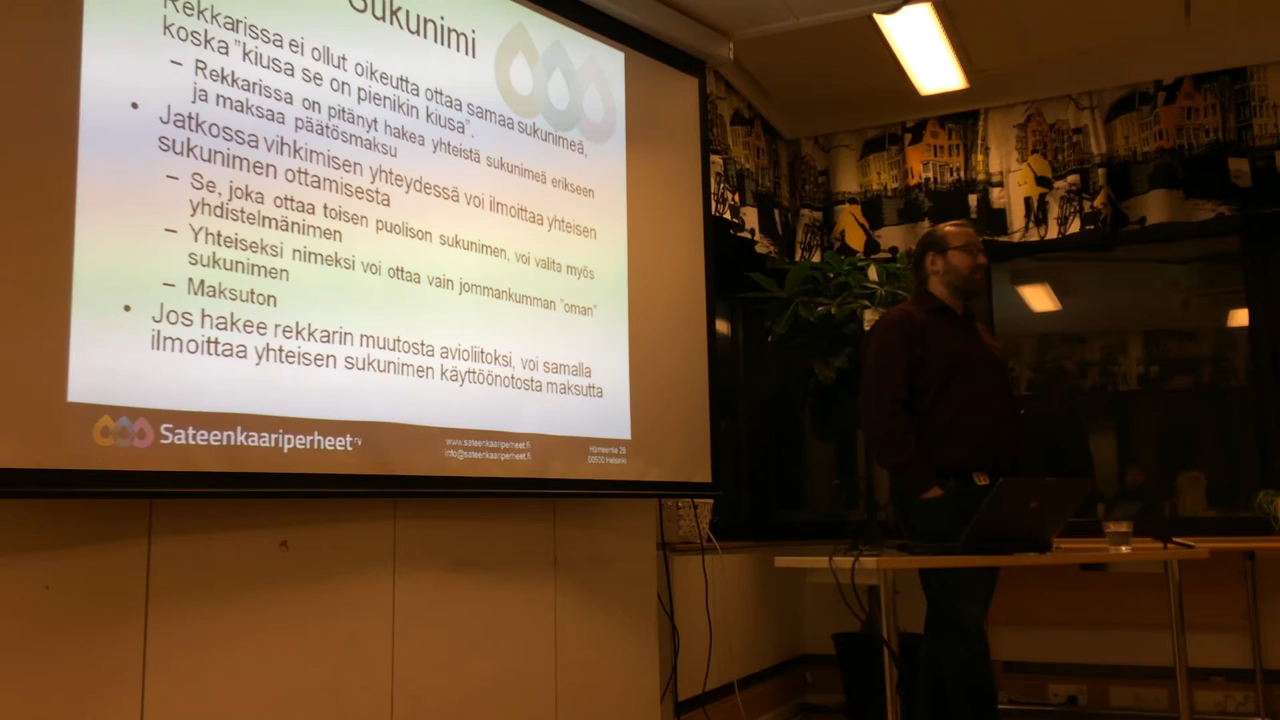 Sukunimi
Rekkarissa ei ollut oikeutta ottaa samaa sukunimeä,
koska "kiusa se on pienikin kiusa".
– Rekkarissa on pitänyt hakea yhteistä sukunimeä erikseen
ja maksaa päätösmaksu
• Jatkossa vihkimisen yhteydessä voi ilmoittaa yhteisen
sukunimen ottamisesta
– Se, joka ottaa toisen puolison sukunimen, voi valita myös
yhdistelmänimen
– Yhteiseksi nimeksi voi ottaa vain jommankumman "oman"
sukunimen
– Maksuton
• Jos hakee rekkarin muutosta avioliitoksi, voi samalla
ilmoittaa yhteisen sukunimen käyttöönotosta maksutta
Sateenkaariperheet ry
www.sateenkaariperheet.fi
info@sateenkaariperheet.fi
Hämeentie 29
00500 Helsinki